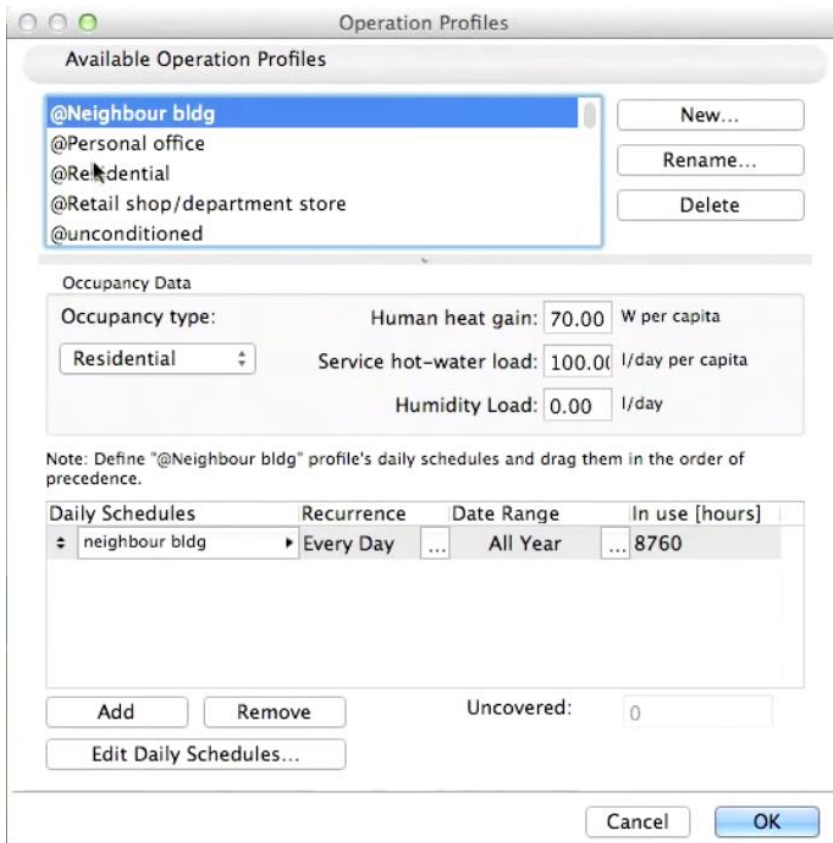 Operation Profiles
Available Operation Profiles
@Neighbour bldg
@Personal office
@Residential
@Retail shop/department store
@unconditioned
New...
Rename...
Delete
Occupancy Data
Occupancy type:
Residential
Human heat gain: 70.00 W per capita
Service hot-water load: 100.0( l/day per capita
Humidity Load: 0.00 l/day
Note: Define "@Neighbour bldg" profile's daily schedules and drag them in the order of
precedence.
Daily Schedules Recurrence Date Range In use [hours]
neighbour bldg Every Day ... All Year ... 8760
Add Remove Uncovered: 0
Edit Daily Schedules...
Cancel OK